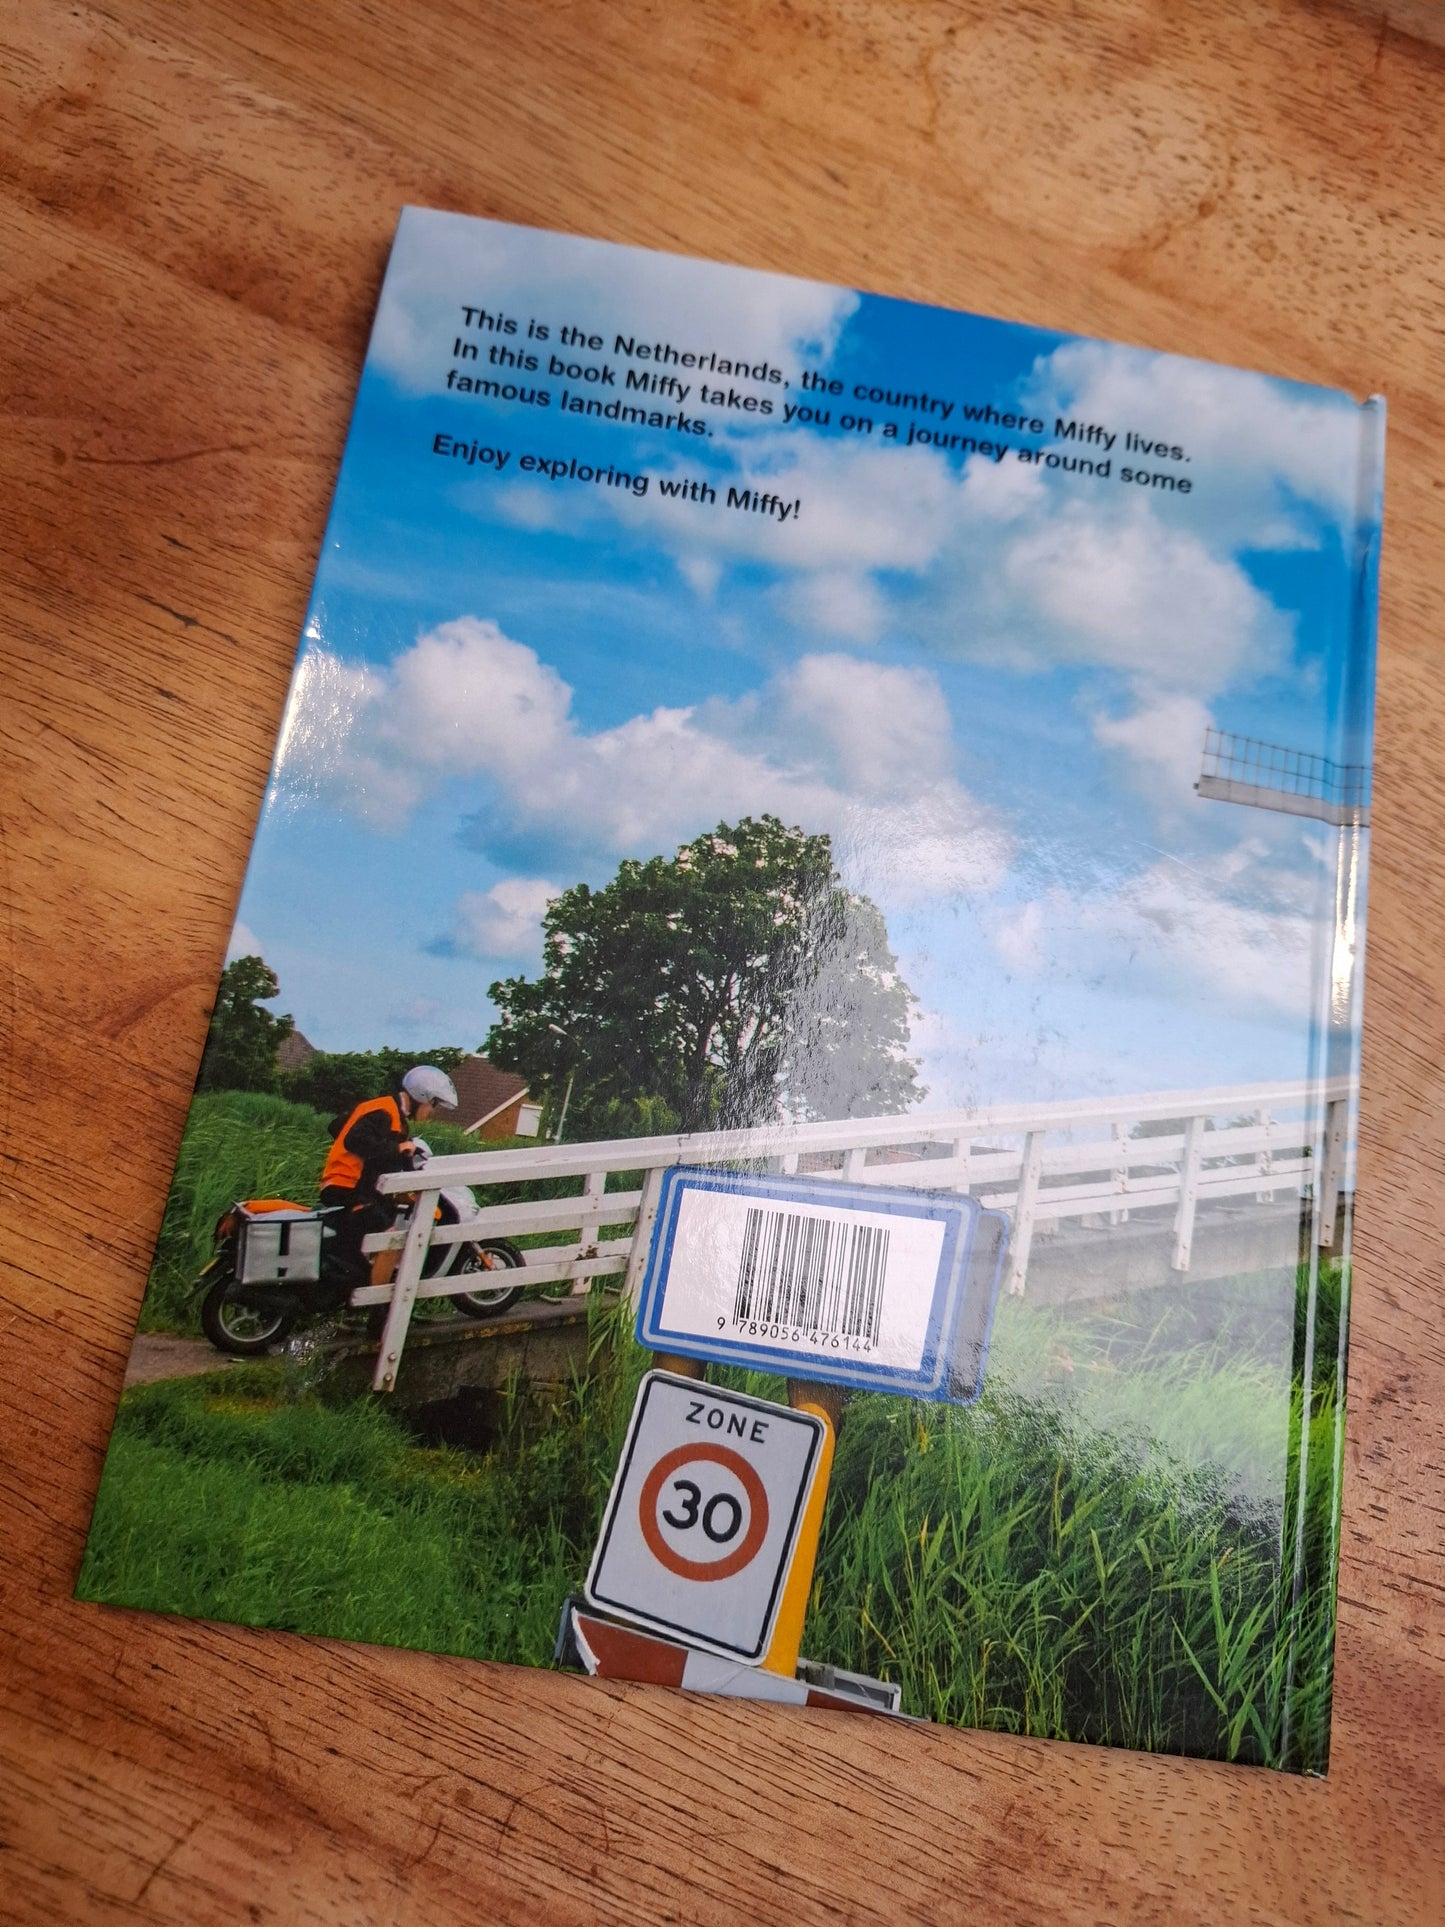 This is the Netherlands, the country where Miffy lives.
In this book Miffy takes you on a journey around some
famous landmarks.
Enjoy exploring with Miffy!
9 789056 476144
ZONE
30